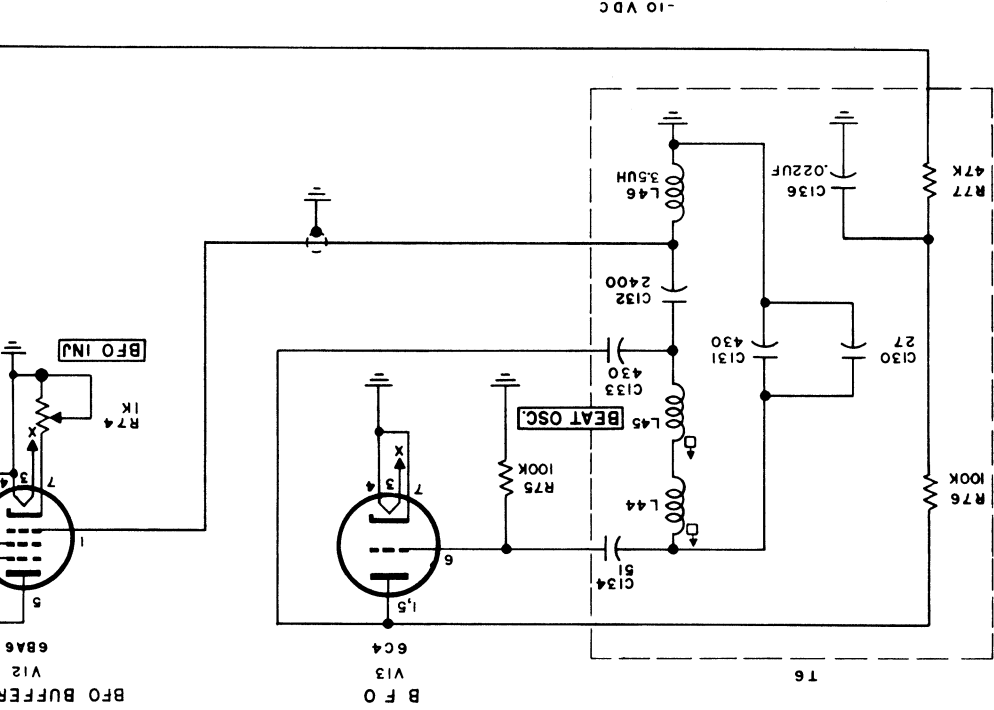 T6
B F O
V13
6C4
BFO BUFFER
V12
6BA6
1,5
5
C134
51
6
1
R76
100K
L44
R75
100K
7 3 4
X
7 3 4
X
L45
BEAT OSC.
R74
1K
C133
430
C130
27
C131
430
BFO INJ
C132
2400
R77
47K
C136
.022UF
L46
3.5UH
-10 VDC